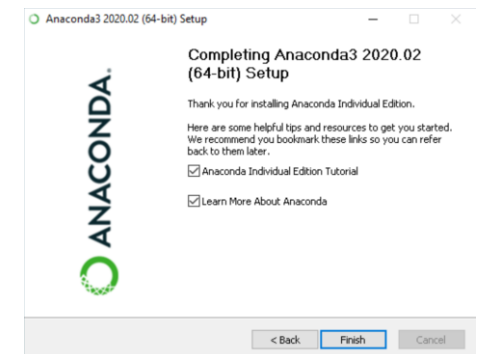 Anaconda3 2020.02 (64-bit) Setup
ANACONDA.
Completing Anaconda3 2020.02
(64-bit) Setup
Thank you for installing Anaconda Individual Edition.
Here are some helpful tips and resources to get you started.
We recommend you bookmark these links so you can refer
back to them later.
Anaconda Individual Edition Tutorial
Learn More About Anaconda
< Back
Finish
Cancel